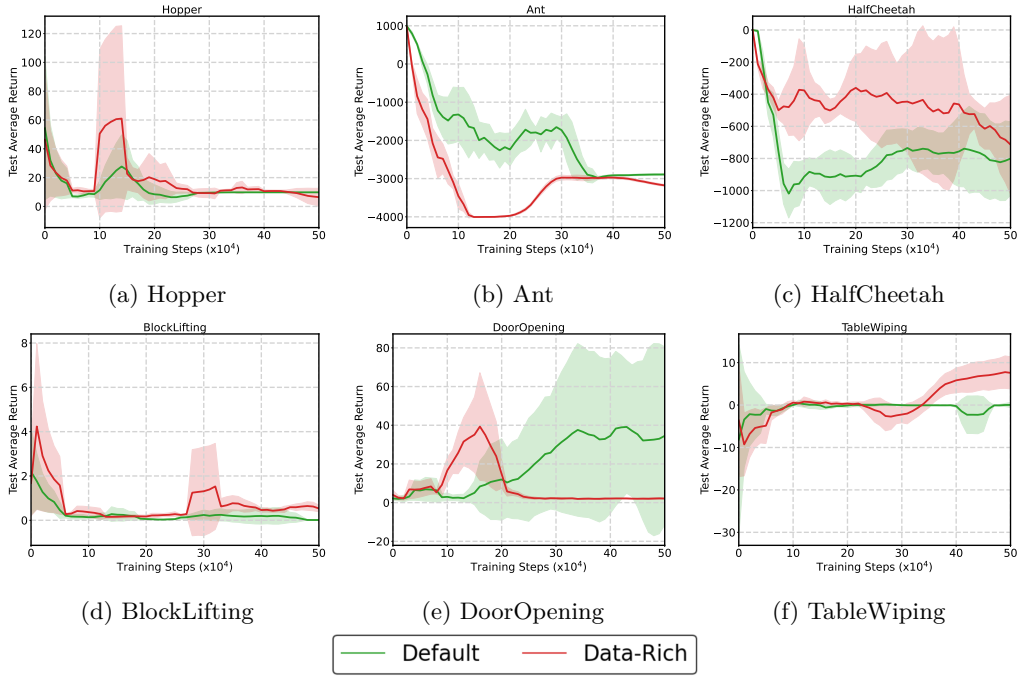 Hopper
Test Average Return
120
100
80
60
40
20
0
0 10 20 30 40 50
Training Steps (x10⁴)
(a) Hopper
Ant
Test Average Return
1000
0
−1000
−2000
−3000
−4000
0 10 20 30 40 50
Training Steps (x10⁴)
(b) Ant
HalfCheetah
Test Average Return
0
−200
−400
−600
−800
−1000
−1200
0 10 20 30 40 50
Training Steps (x10⁴)
(c) HalfCheetah
BlockLifting
Test Average Return
8
6
4
2
0
0 10 20 30 40 50
Training Steps (x10⁴)
(d) BlockLifting
DoorOpening
Test Average Return
80
60
40
20
0
−20
0 10 20 30 40 50
Training Steps (x10⁴)
(e) DoorOpening
TableWiping
Test Average Return
10
0
−10
−20
−30
0 10 20 30 40 50
Training Steps (x10⁴)
(f) TableWiping
Default Data-Rich